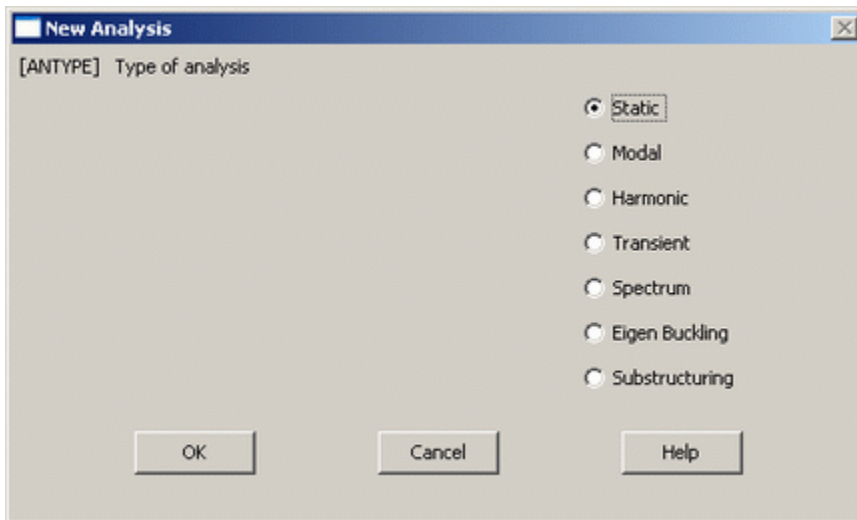 New Analysis
[ANTYPE] Type of analysis
Static
Modal
Harmonic
Transient
Spectrum
Eigen Buckling
Substructuring
OK Cancel Help